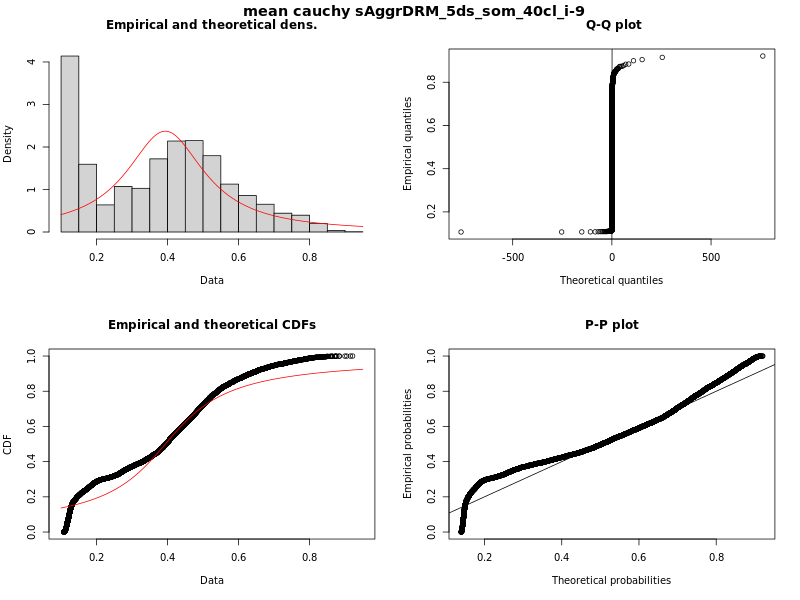 mean cauchy sAggrDRM_5ds_som_40cl_i-9
Empirical and theoretical dens.
Density
0 1 2 3 4
0.2 0.4 0.6 0.8
Data
Q-Q plot
Empirical quantiles
0.2 0.4 0.6 0.8
-500 0 500
Theoretical quantiles
Empirical and theoretical CDFs
CDF
0.0 0.2 0.4 0.6 0.8 1.0
0.2 0.4 0.6 0.8
Data
P-P plot
Empirical probabilities
0.0 0.2 0.4 0.6 0.8 1.0
0.2 0.4 0.6 0.8
Theoretical probabilities